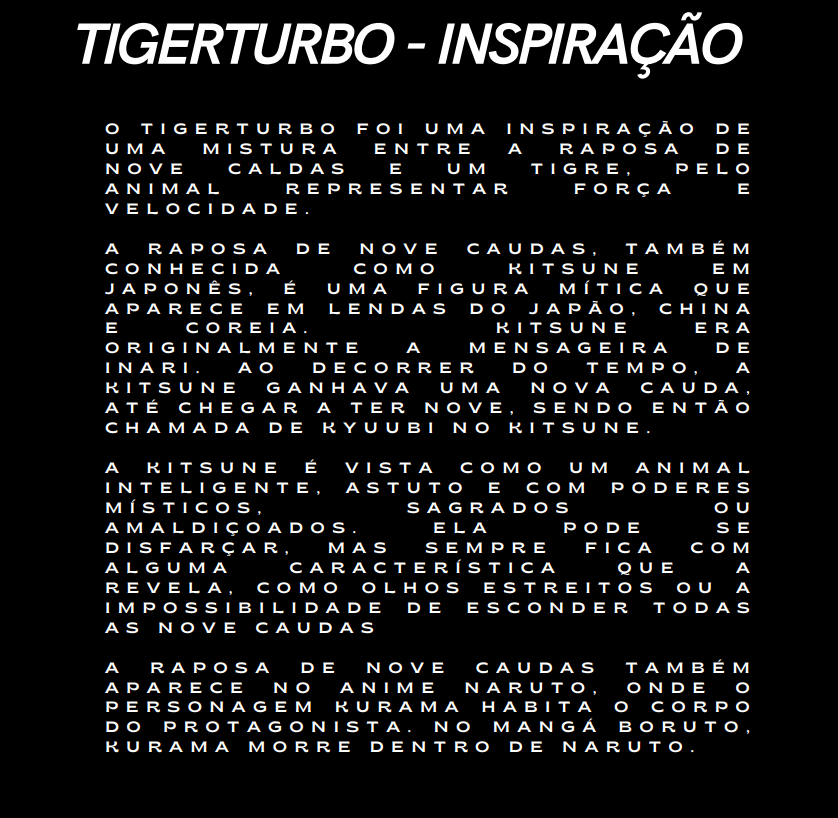 TIGERTURBO - INSPIRAÇÃO
O TIGERTURBO FOI UMA INSPIRAÇÃO DE
UMA MISTURA ENTRE A RAPOSA DE
NOVE CALDAS E UM TIGRE, PELO
ANIMAL REPRESENTAR FORÇA E
VELOCIDADE.
A RAPOSA DE NOVE CAUDAS, TAMBÉM
CONHECIDA COMO KITSUNE EM
JAPONÊS, É UMA FIGURA MÍTICA QUE
APARECE EM LENDAS DO JAPÃO, CHINA
E COREIA. KITSUNE ERA
ORIGINALMENTE A MENSAGEIRA DE
INARI. AO DECORRER DO TEMPO, A
KITSUNE GANHAVA UMA NOVA CAUDA,
ATÉ CHEGAR A TER NOVE, SENDO ENTÃO
CHAMADA DE KYUUBI NO KITSUNE.
A KITSUNE É VISTA COMO UM ANIMAL
INTELIGENTE, ASTUTO E COM PODERES
MÍSTICOS, SAGRADOS OU
AMALDIÇOADOS. ELA PODE SE
DISFARÇAR, MAS SEMPRE FICA COM
ALGUMA CARACTERÍSTICA QUE A
REVELA, COMO OLHOS ESTREITOS OU A
IMPOSSIBILIDADE DE ESCONDER TODAS
AS NOVE CAUDAS
A RAPOSA DE NOVE CAUDAS TAMBÉM
APARECE NO ANIME NARUTO, ONDE O
PERSONAGEM KURAMA HABITA O CORPO
DO PROTAGONISTA. NO MANGÁ BORUTO,
KURAMA MORRE DENTRO DE NARUTO.